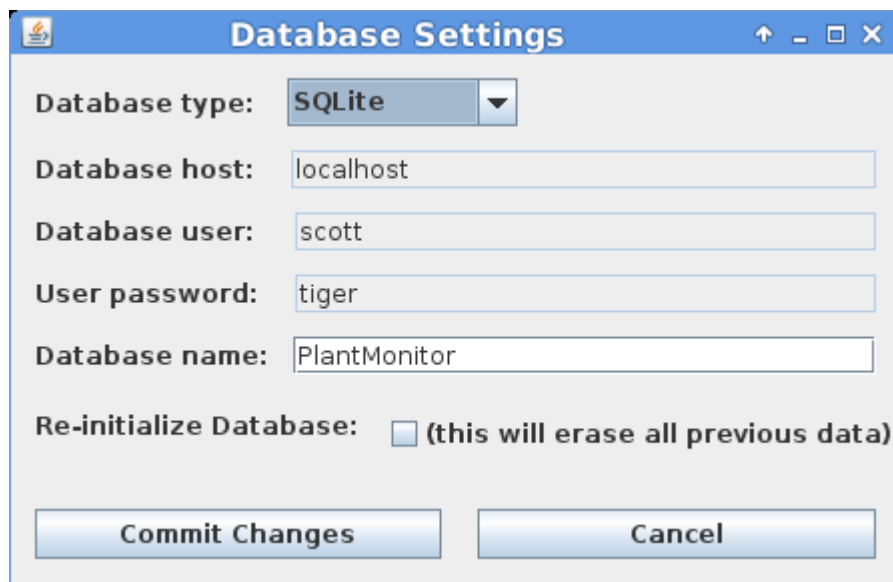 Database Settings
Database type: SQLite
Database host: localhost
Database user: scott
User password: tiger
Database name: PlantMonitor
Re-initialize Database: (this will erase all previous data)
Commit Changes Cancel